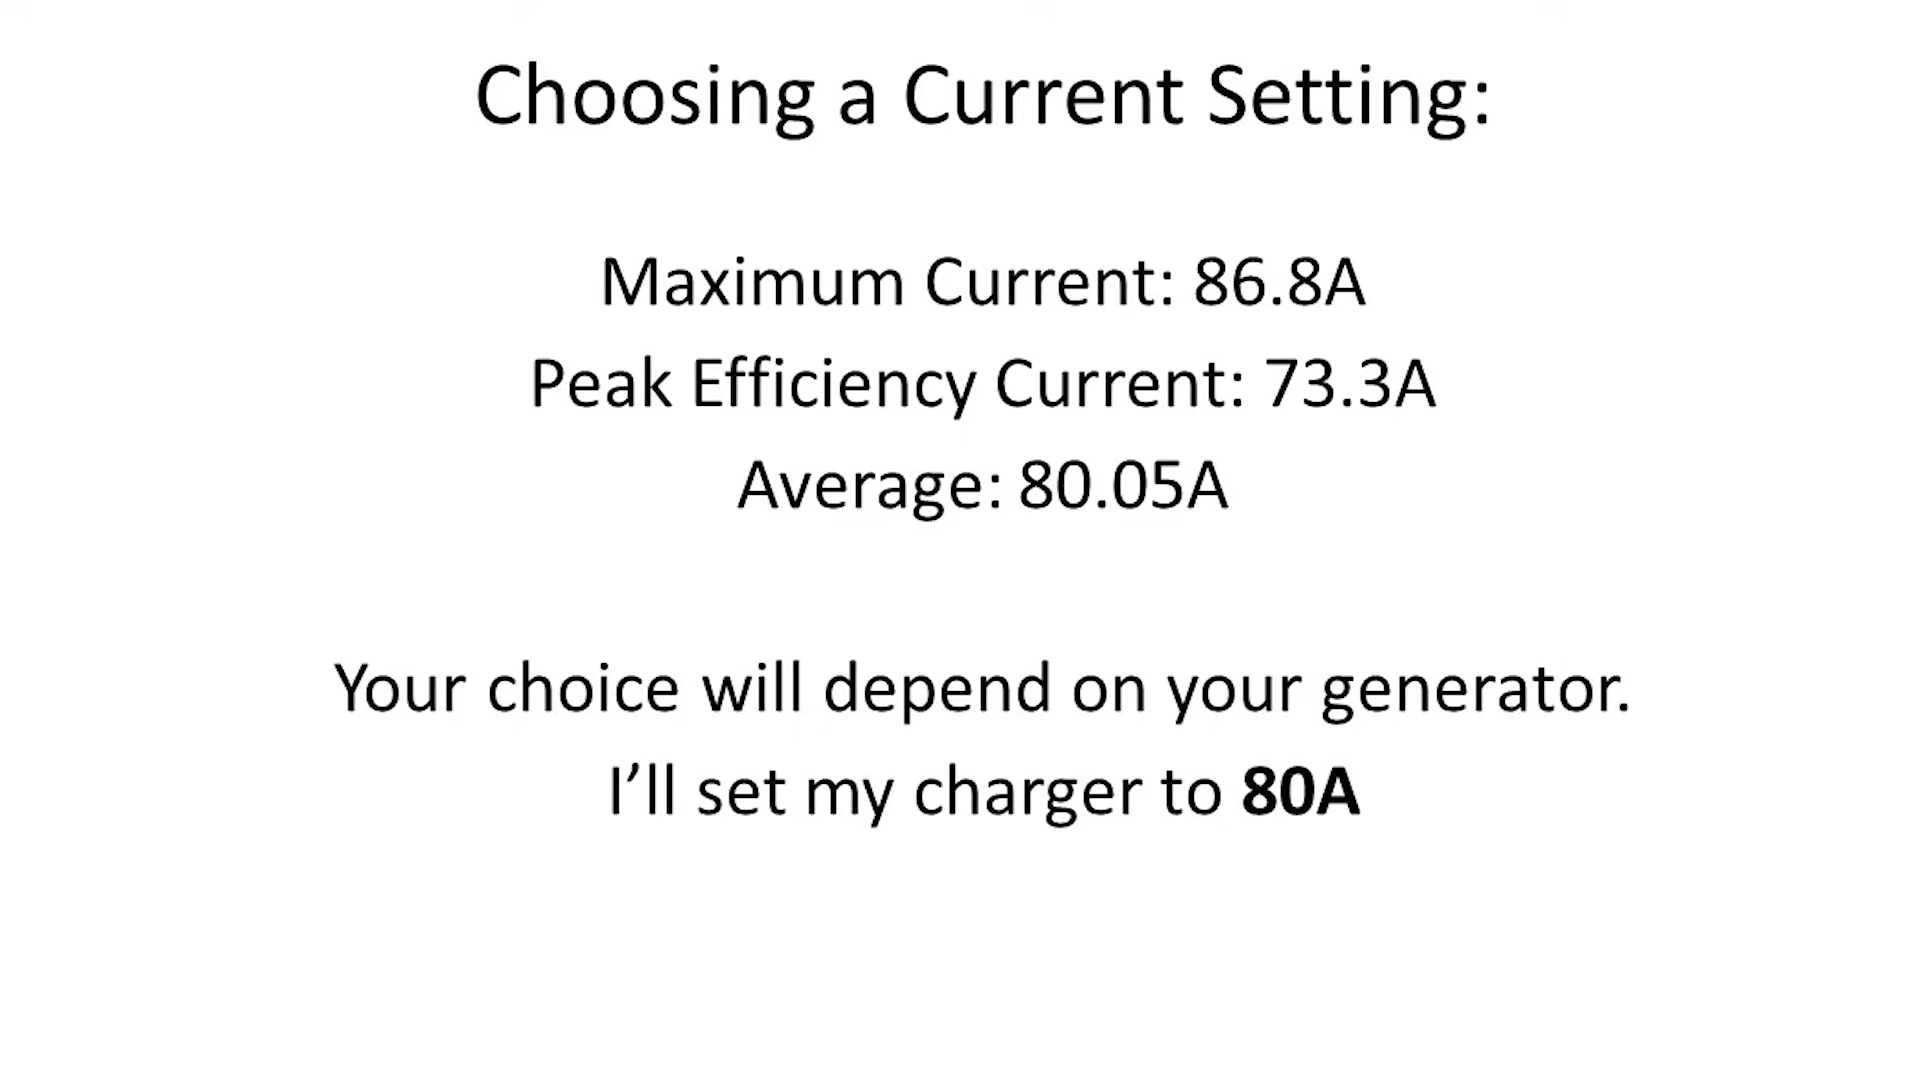 Choosing a Current Setting:
Maximum Current: 86.8A
Peak Efficiency Current: 73.3A
Average: 80.05A
Your choice will depend on your generator.
I’ll set my charger to 80A